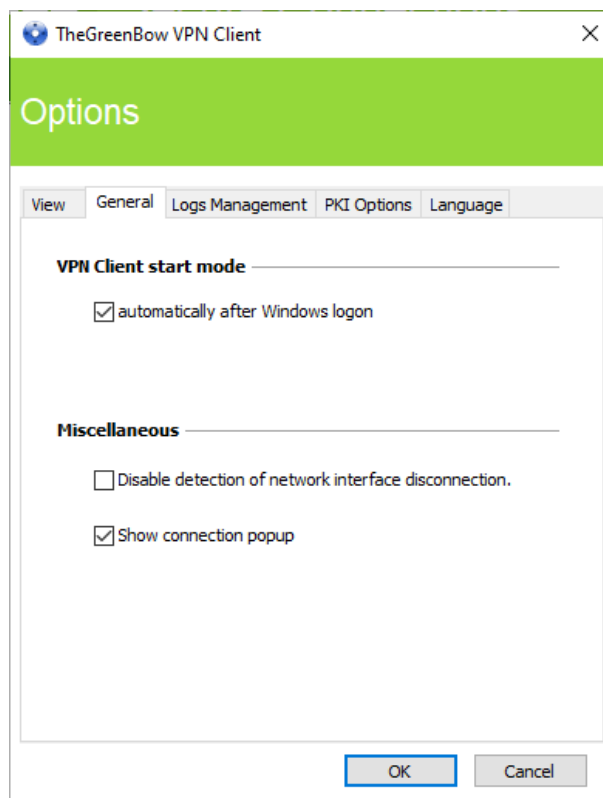 TheGreenBow VPN Client
Options
View General Logs Management PKI Options Language
VPN Client start mode
automatically after Windows logon
Miscellaneous
Disable detection of network interface disconnection.
Show connection popup
OK Cancel